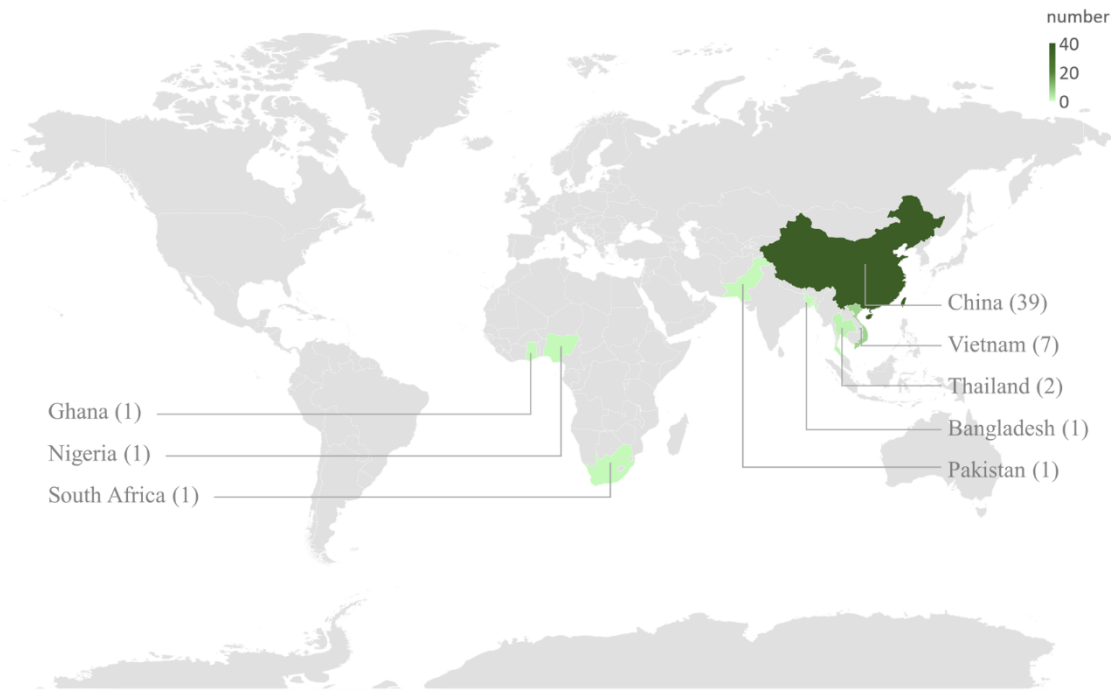 number
40
20
0
China (39)
Vietnam (7)
Thailand (2)
Bangladesh (1)
Pakistan (1)
Ghana (1)
Nigeria (1)
South Africa (1)